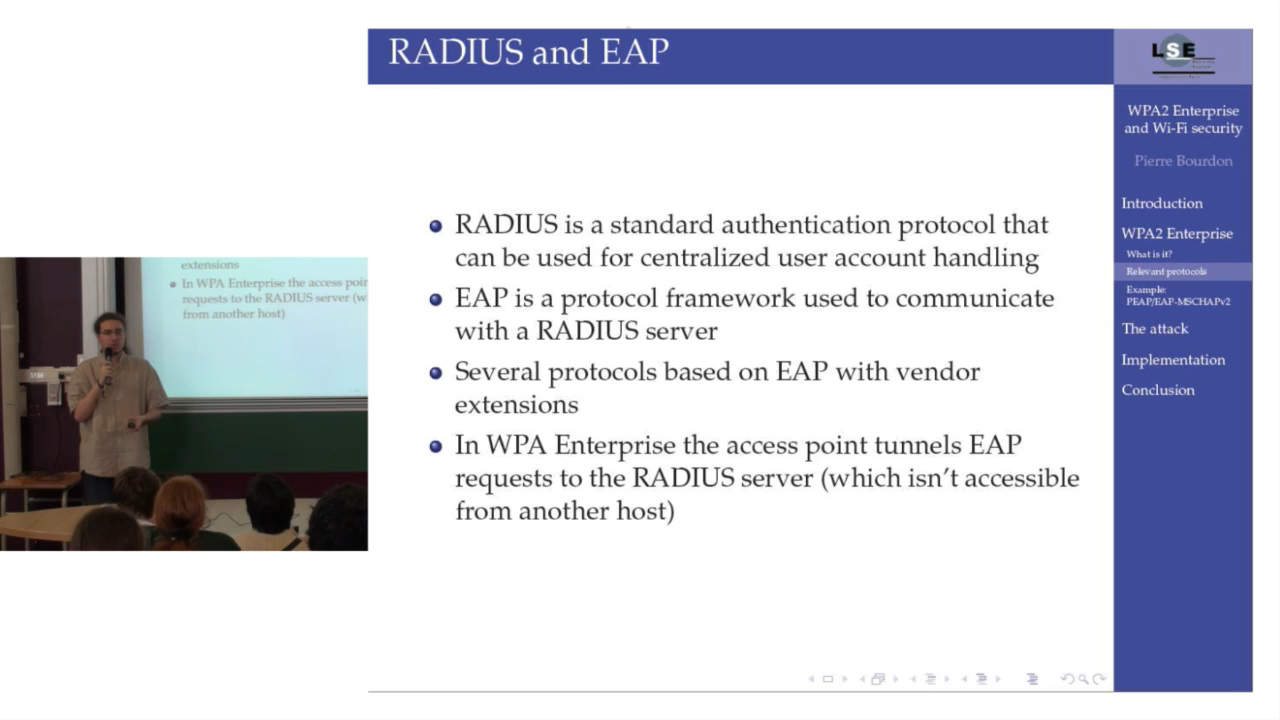 RADIUS and EAP
LSE
WPA2 Enterprise
and Wi-Fi security
Pierre Bourdon
Introduction
WPA2 Enterprise
What is it?
Relevant protocols
Example:
PEAP/EAP-MSCHAPv2
The attack
Implementation
Conclusion
RADIUS is a standard authentication protocol that
can be used for centralized user account handling
EAP is a protocol framework used to communicate
with a RADIUS server
Several protocols based on EAP with vendor
extensions
In WPA Enterprise the access point tunnels EAP
requests to the RADIUS server (which isn't accessible
from another host)
extensions
In WPA Enterprise the access poin
requests to the RADIUS server (w
from another host)